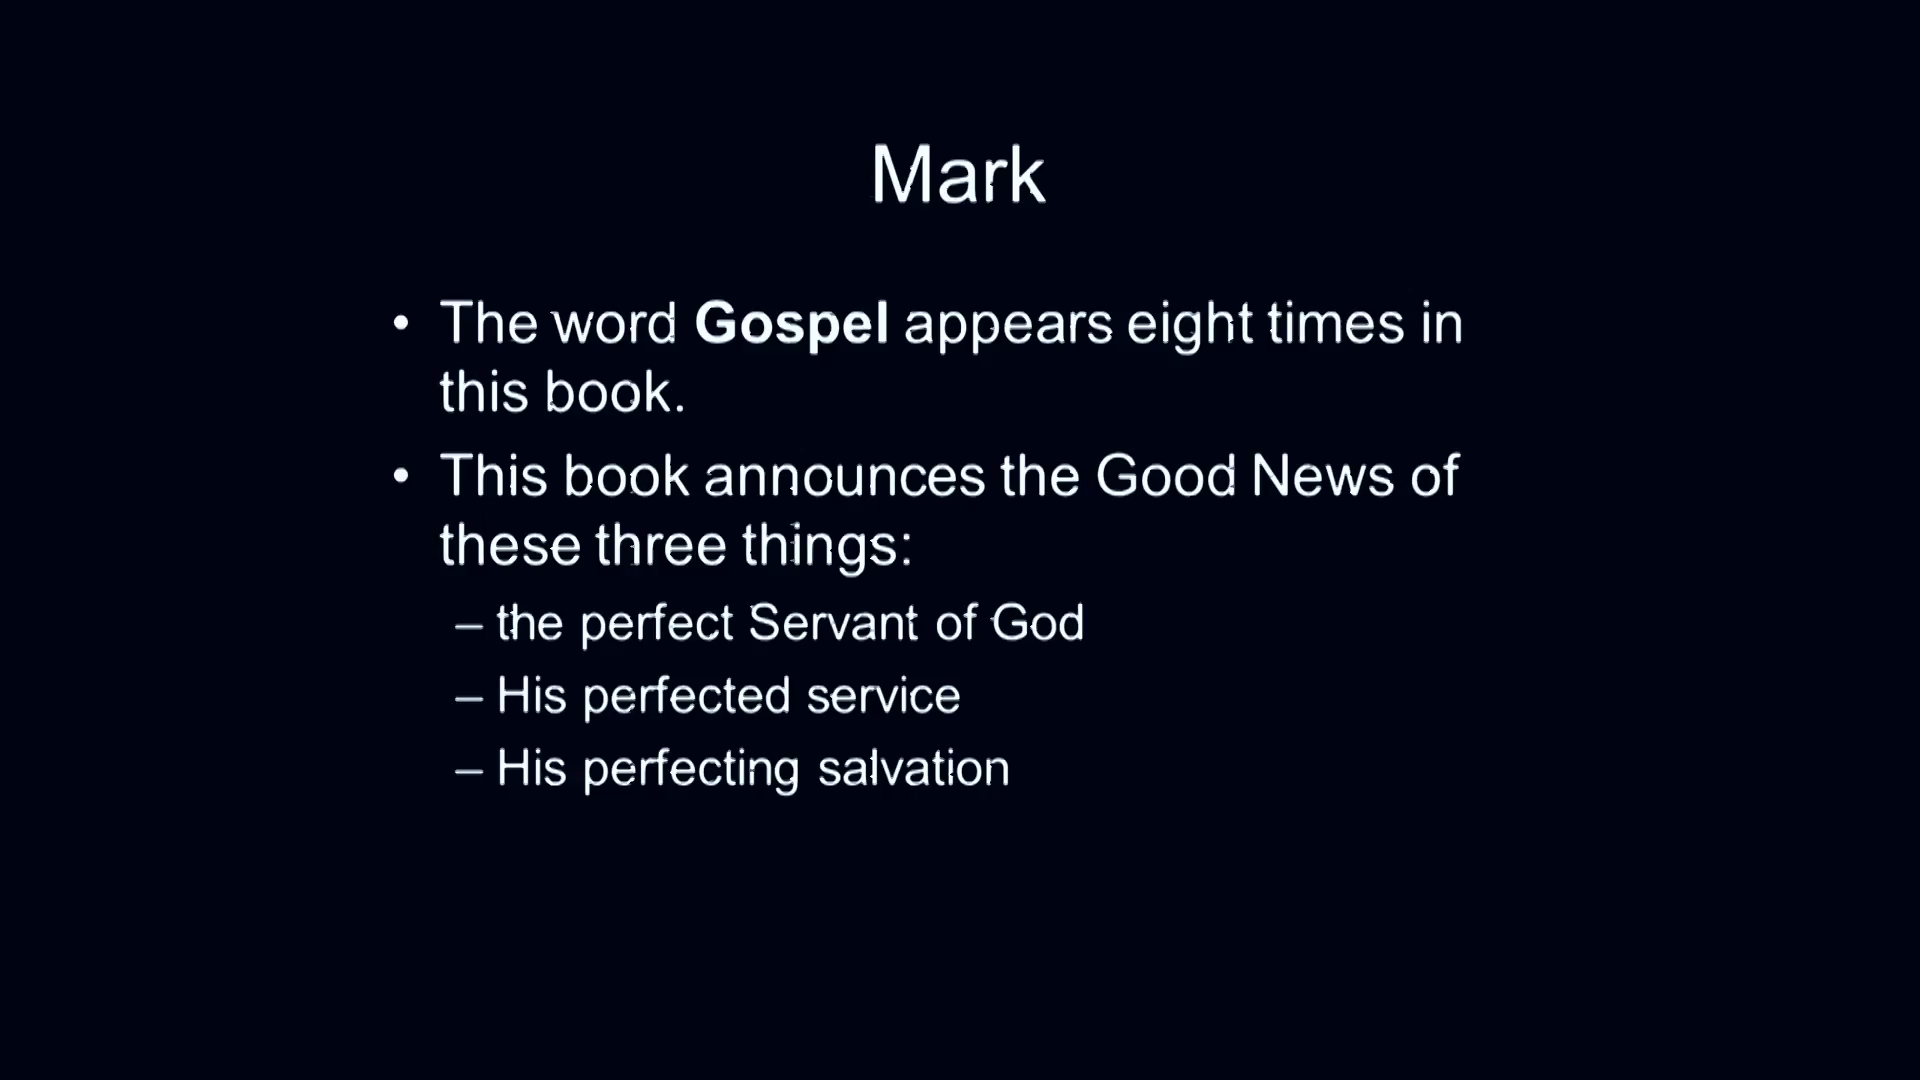 Mark
• The word Gospel appears eight times in
this book.
• This book announces the Good News of
these three things:
– the perfect Servant of God
– His perfected service
– His perfecting salvation